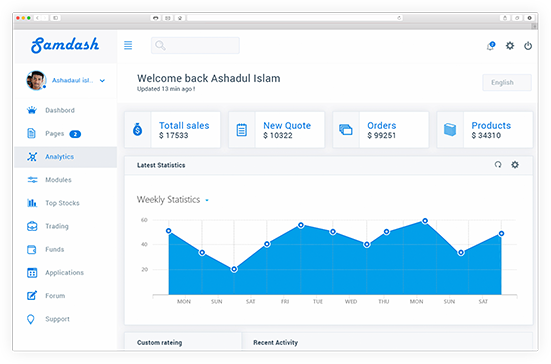 Samdash
Ashadaul isl..
Dashbord
Pages 2
Analytics
Modules
Top Stocks
Trading
Funds
Applications
Forum
Support
2
Welcome back Ashadul Islam
Updated 13 min ago !
English
Totall sales
$ 17533
New Quote
$ 10322
Orders
$ 99251
Products
$ 34310
Latest Statistics
Weekly Statistics
60
40
20
MON SUN SAT FRI TUE WED THU MON SUN SAT
Custom rateing
Recent Activity